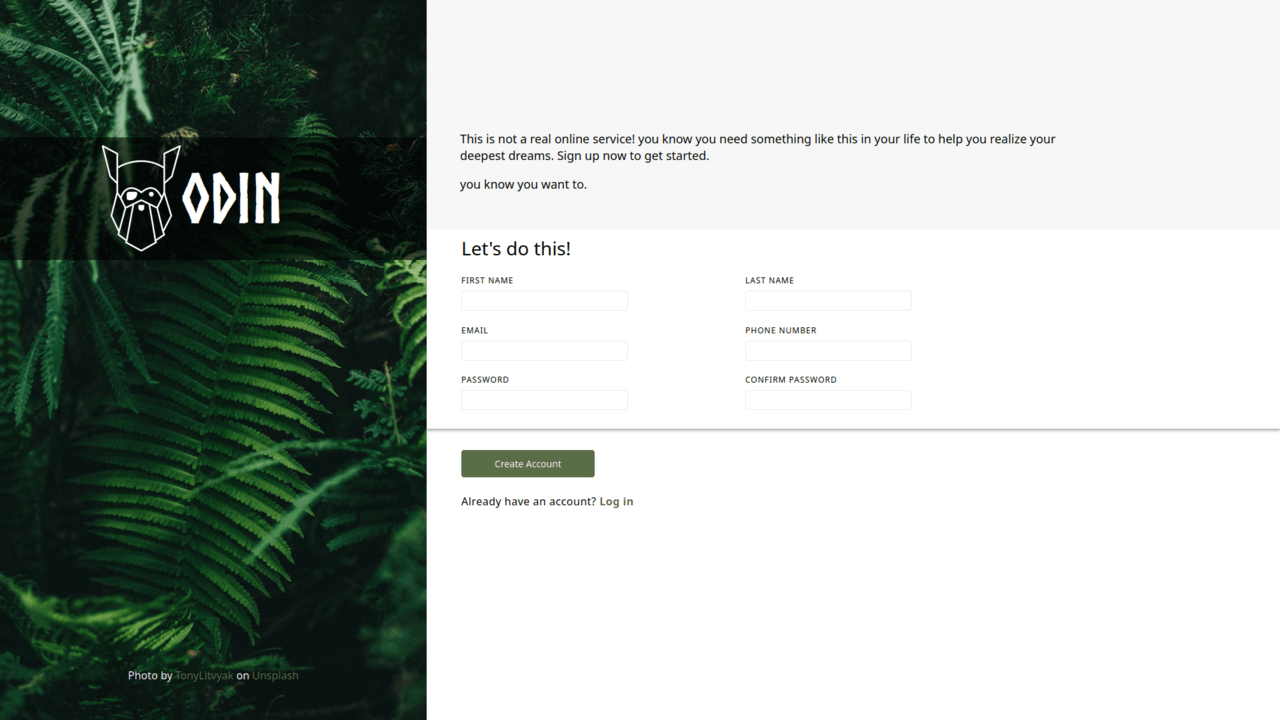 ODIN
Photo by TonyLitvyak on Unsplash
This is not a real online service! you know you need something like this in your life to help you realize your
deepest dreams. Sign up now to get started.
you know you want to.
Let's do this!
FIRST NAME
LAST NAME
EMAIL
PHONE NUMBER
PASSWORD
CONFIRM PASSWORD
Create Account
Already have an account? Log in